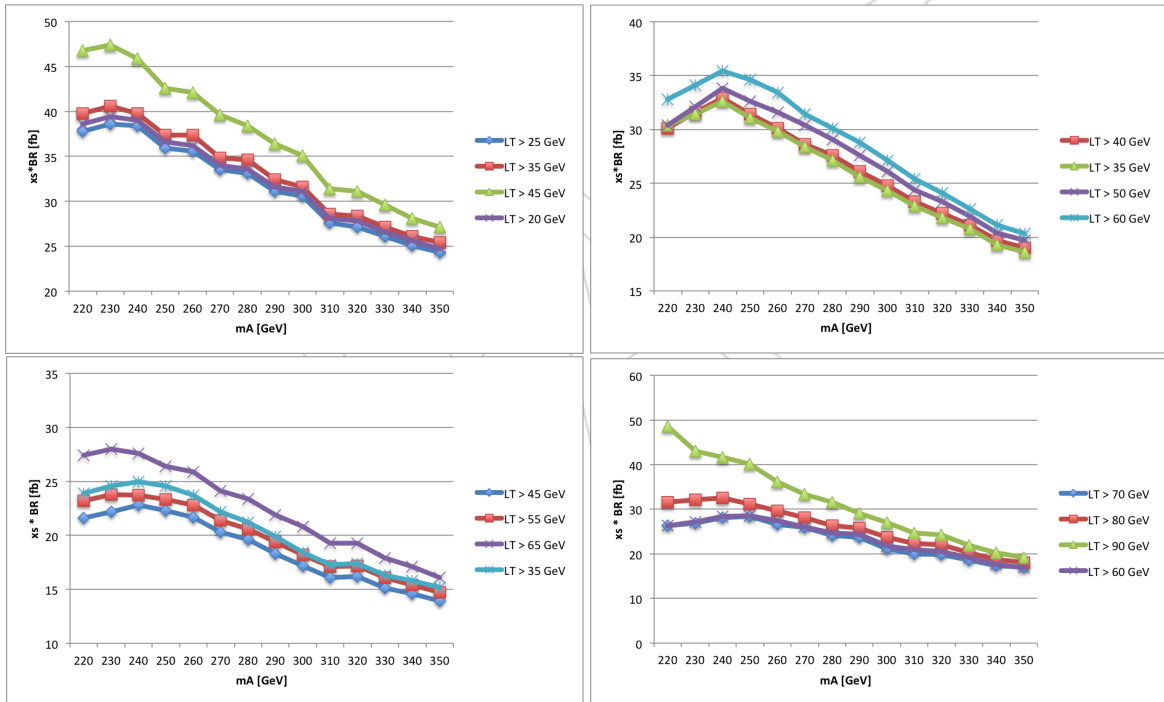 50
45
40
35
30
25
20
xs*BR [fb]
220 230 240 250 260 270 280 290 300 310 320 330 340 350
mA [GeV]
LT > 25 GeV
LT > 35 GeV
LT > 45 GeV
LT > 20 GeV
40
35
30
25
20
15
xs*BR [fb]
220 230 240 250 260 270 280 290 300 310 320 330 340 350
mA [GeV]
LT > 40 GeV
LT > 35 GeV
LT > 50 GeV
LT > 60 GeV
35
30
25
20
15
10
xs* BR [fb]
220 230 240 250 260 270 280 290 300 310 320 330 340 350
mA [GeV]
LT > 45 GeV
LT > 55 GeV
LT > 65 GeV
LT > 35 GeV
60
50
40
30
20
10
0
xs * BR [fb]
220 230 240 250 260 270 280 290 300 310 320 330 340 350
mA [GeV]
LT > 70 GeV
LT > 80 GeV
LT > 90 GeV
LT > 60 GeV